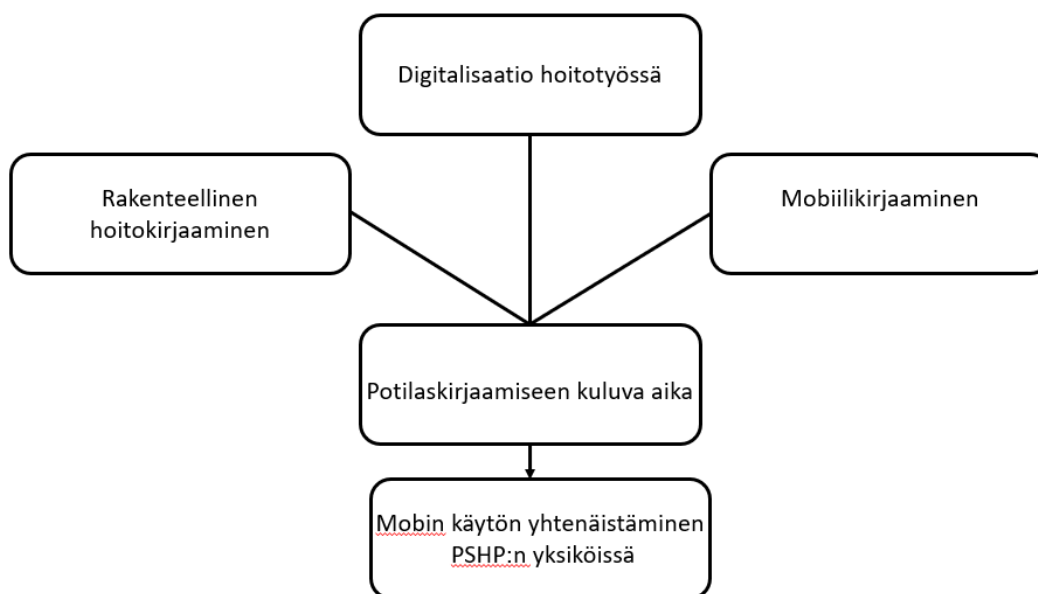 Digitalisaatio hoitotyössä
Rakenteellinen
hoitokirjaaminen
Mobiilikirjaaminen
Potilaskirjaamiseen kuluva aika
Mobin käytön yhtenäistäminen
PSHP:n yksiköissä